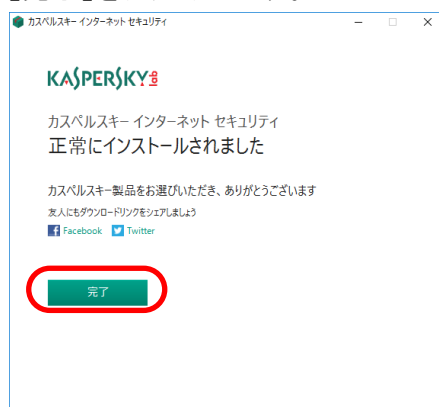 カスペルスキー インターネット セキュリティ
KASPERSKY lab
カスペルスキー インターネット セキュリティ
正常にインストールされました
カスペルスキー製品をお選びいただき、ありがとうございます
友人にもダウンロードリンクをシェアしましょう
Facebook Twitter
完了